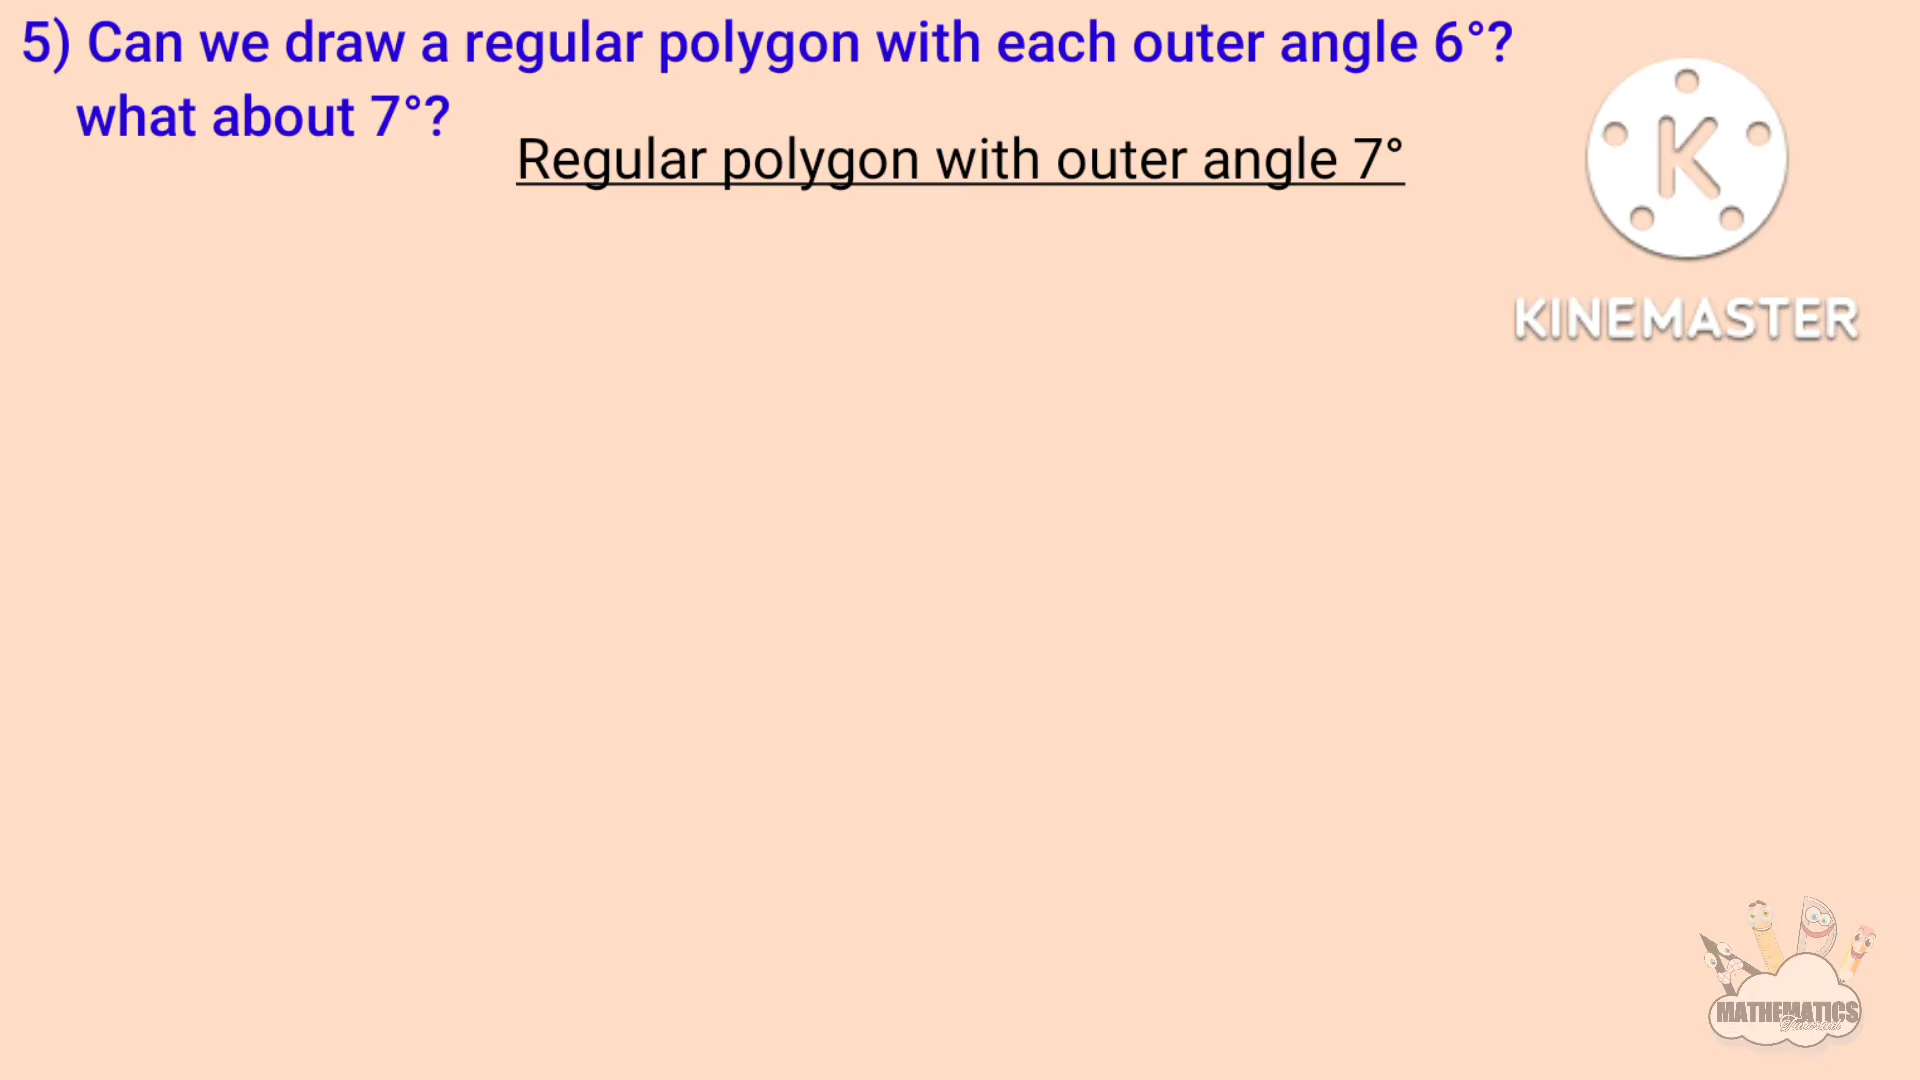 5) Can we draw a regular polygon with each outer angle 6°?
what about 7°?
Regular polygon with outer angle 7°
K
KINEMASTER
MATHEMATICS